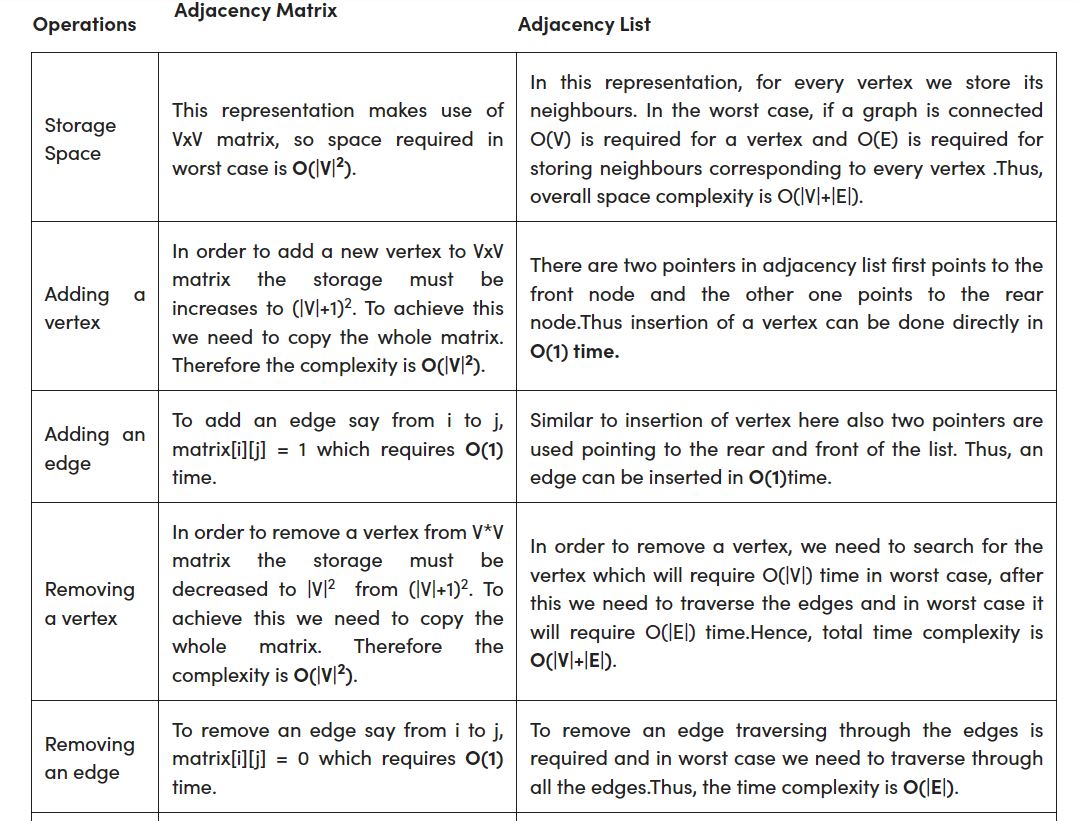 Operations
Adjacency Matrix
Adjacency List
Storage
Space
This representation makes use of
VxV matrix, so space required in
worst case is O(|V|²).
In this representation, for every vertex we store its
neighbours. In the worst case, if a graph is connected
O(V) is required for a vertex and O(E) is required for
storing neighbours corresponding to every vertex .Thus,
overall space complexity is O(|V|+|E|).
Adding a
vertex
In order to add a new vertex to VxV
matrix the storage must be
increases to (|V|+1)². To achieve this
we need to copy the whole matrix.
Therefore the complexity is O(|V|²).
There are two pointers in adjacency list first points to the
front node and the other one points to the rear
node.Thus insertion of a vertex can be done directly in
O(1) time.
Adding an
edge
To add an edge say from i to j,
matrix[i][j] = 1 which requires O(1)
time.
Similar to insertion of vertex here also two pointers are
used pointing to the rear and front of the list. Thus, an
edge can be inserted in O(1)time.
Removing
a vertex
In order to remove a vertex from V*V
matrix the storage must be
decreased to |V|² from (|V|+1)². To
achieve this we need to copy the
whole matrix. Therefore the
complexity is O(|V|²).
In order to remove a vertex, we need to search for the
vertex which will require O(|V|) time in worst case, after
this we need to traverse the edges and in worst case it
will require O(|E|) time.Hence, total time complexity is
O(|V|+|E|).
Removing
an edge
To remove an edge say from i to j,
matrix[i][j] = 0 which requires O(1)
time.
To remove an edge traversing through the edges is
required and in worst case we need to traverse through
all the edges.Thus, the time complexity is O(|E|).